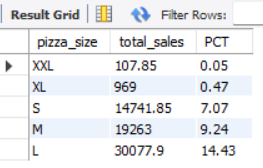 Result Grid Filter Rows:
pizza_size total_sales PCT
XXL 107.85 0.05
XL 969 0.47
S 14741.85 7.07
M 19263 9.24
L 30077.9 14.43